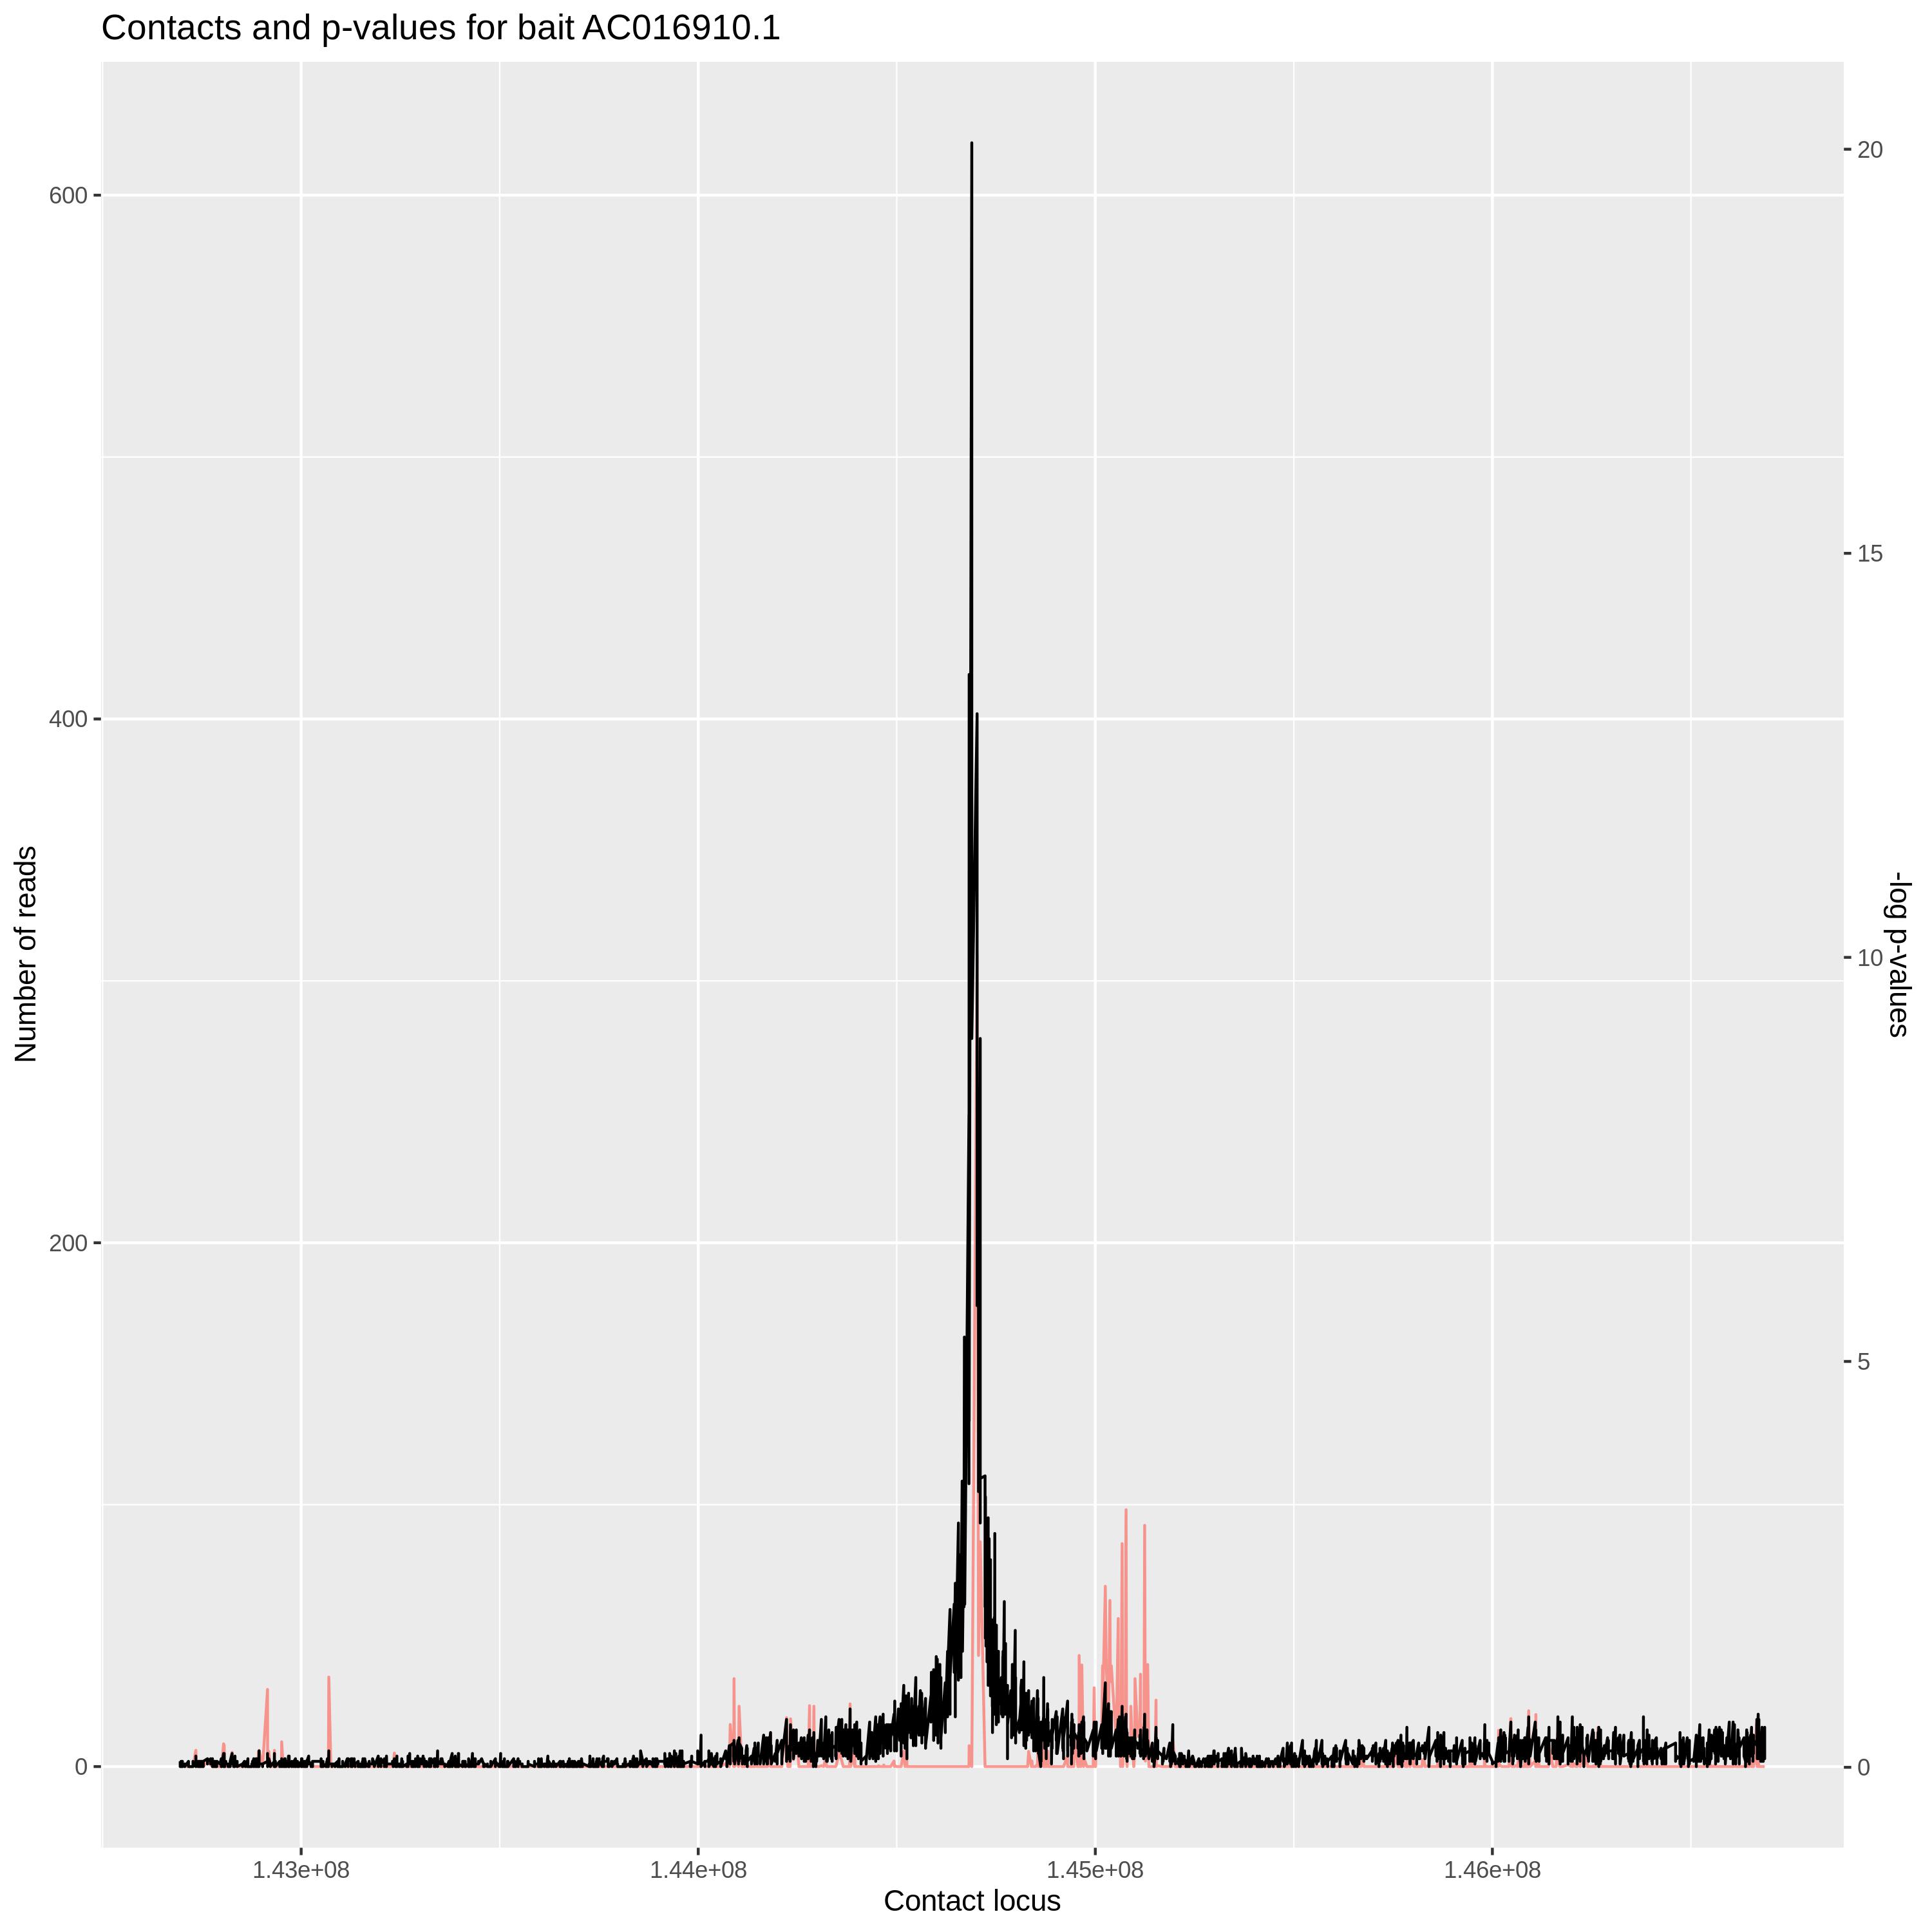 Contacts and p-values for bait AC016910.1
600
400
200
0
Number of reads
20
15
10
5
0
-log p-values
1.43e+08
1.44e+08
1.45e+08
1.46e+08
Contact locus